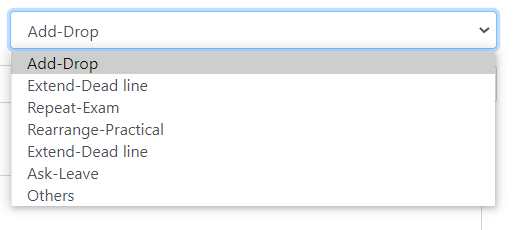 Add-Drop
Add-Drop
Extend-Dead line
Repeat-Exam
Rearrange-Practical
Extend-Dead line
Ask-Leave
Others